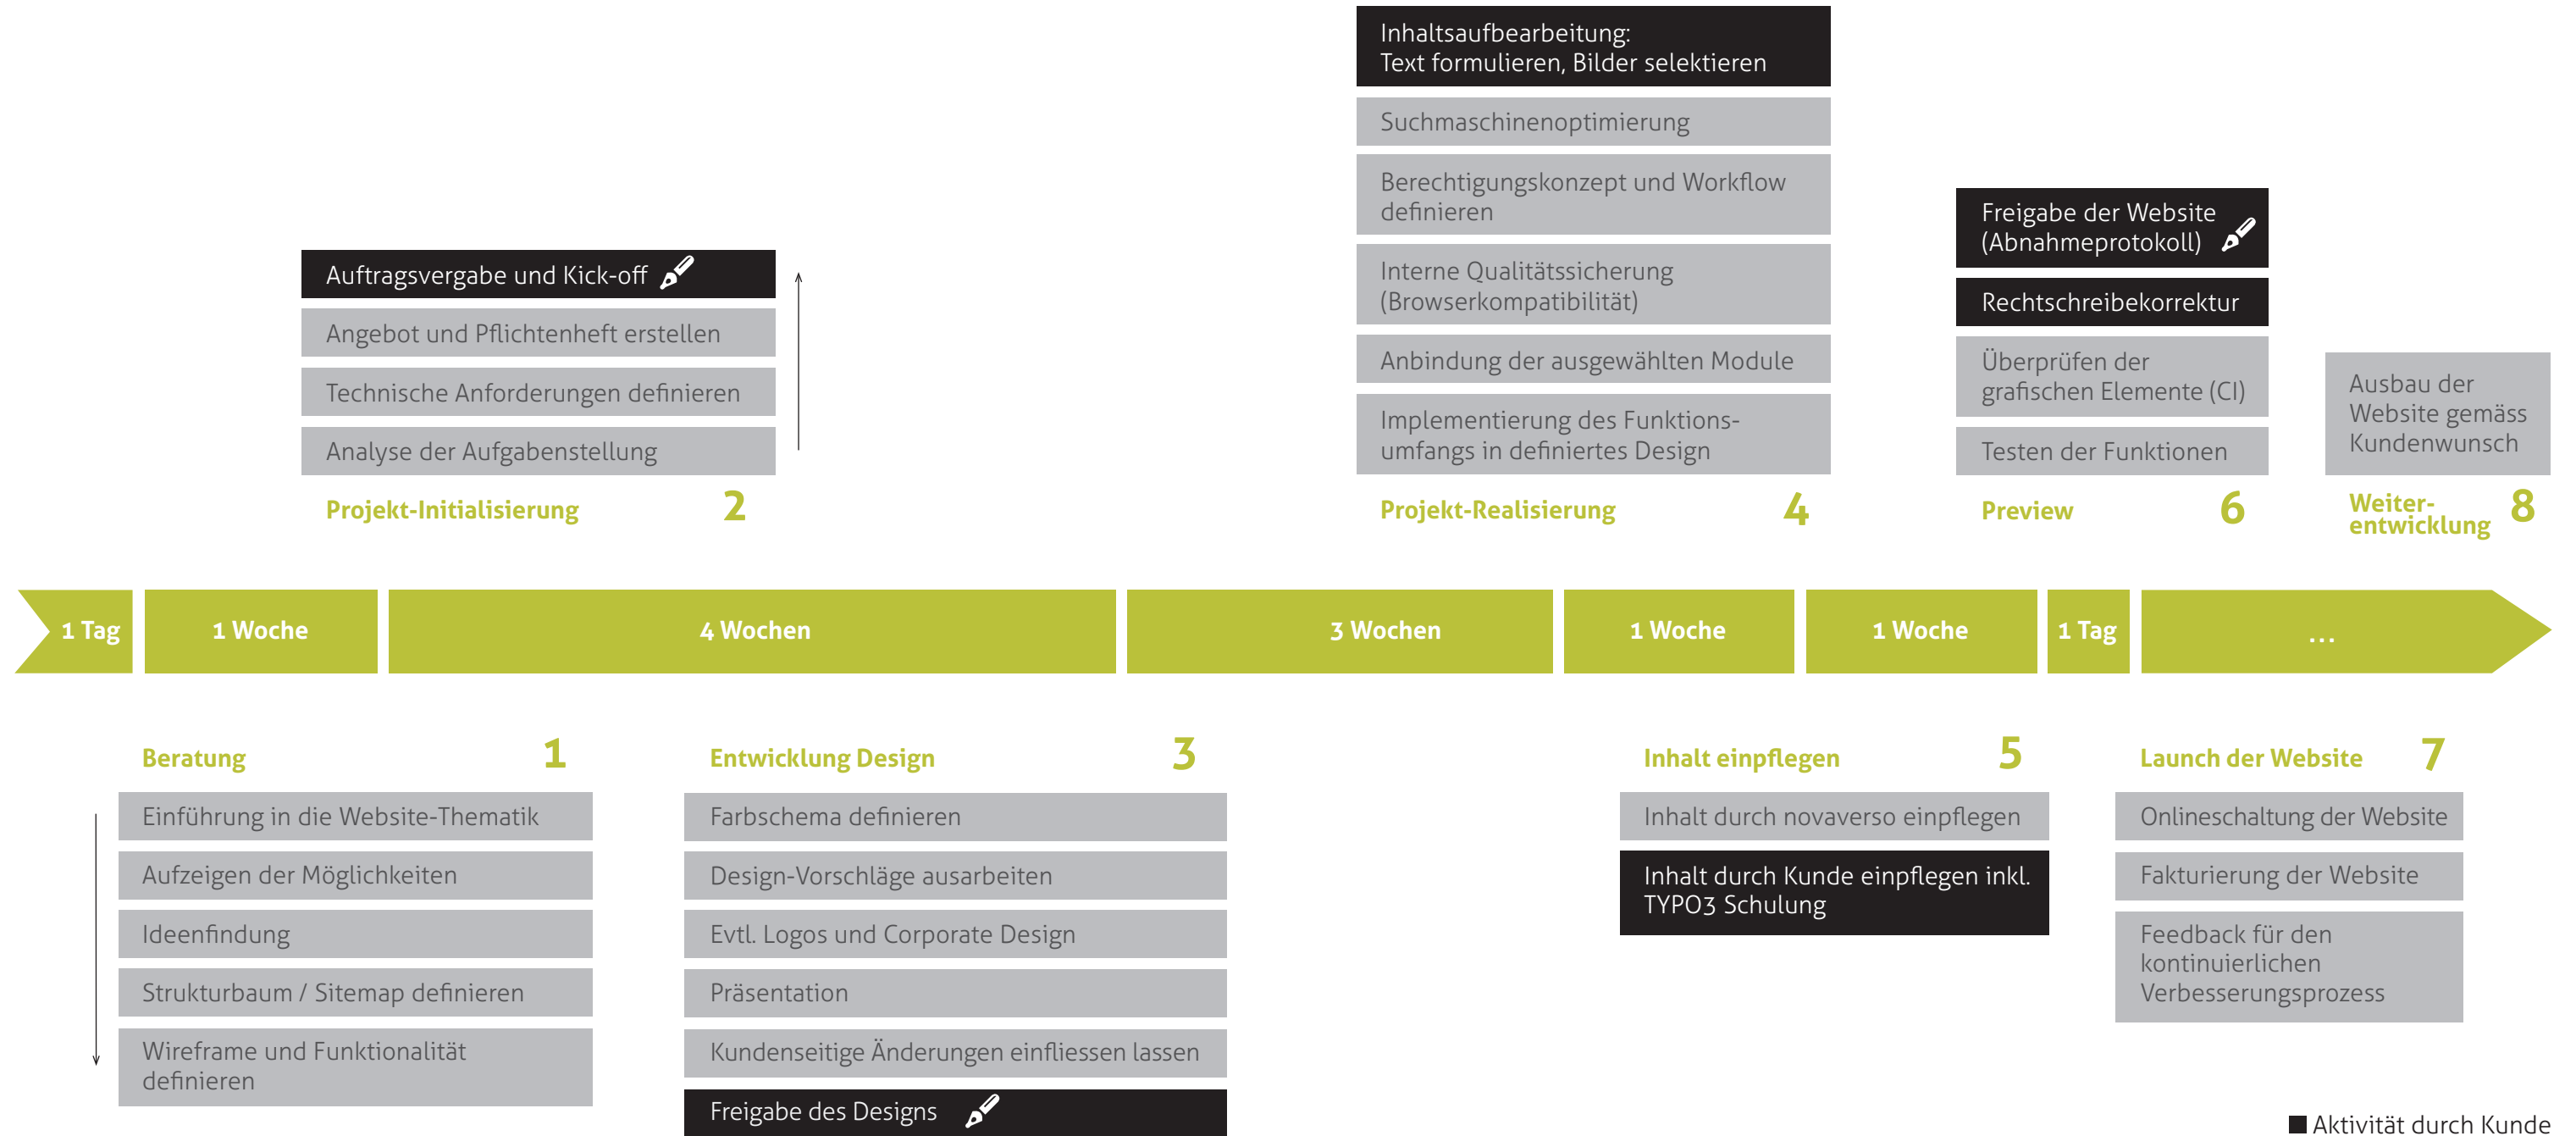 Auftragsvergabe und Kick-off
Angebot und Pflichtenheft erstellen
Technische Anforderungen definieren
Analyse der Aufgabenstellung
Projekt-Initialisierung 2
Inhaltsaufbearbeitung:
Text formulieren, Bilder selektieren
Suchmaschinenoptimierung
Berechtigungskonzept und Workflow
definieren
Interne Qualitätssicherung
(Browserkompatibilität)
Anbindung der ausgewählten Module
Implementierung des Funktions-
umfangs in definiertes Design
Projekt-Realisierung 4
Freigabe der Website
(Abnahmeprotokoll)
Rechtschreibekorrektur
Überprüfen der
grafischen Elemente (CI)
Testen der Funktionen
Preview 6
Ausbau der
Website gemäss
Kundenwunsch
Weiter-
entwicklung 8
1 Tag
1 Woche
4 Wochen
3 Wochen
1 Woche
1 Woche
1 Tag
...
Beratung 1
Einführung in die Website-Thematik
Aufzeigen der Möglichkeiten
Ideenfindung
Strukturbaum / Sitemap definieren
Wireframe und Funktionalität
definieren
Entwicklung Design 3
Farbschema definieren
Design-Vorschläge ausarbeiten
Evtl. Logos und Corporate Design
Präsentation
Kundenseitige Änderungen einfliessen lassen
Freigabe des Designs
Inhalt einpflegen 5
Inhalt durch novaverso einpflegen
Inhalt durch Kunde einpflegen inkl.
TYPO3 Schulung
Launch der Website 7
Onlineschaltung der Website
Fakturierung der Website
Feedback für den
kontinuierlichen
Verbesserungsprozess
Aktivität durch Kunde